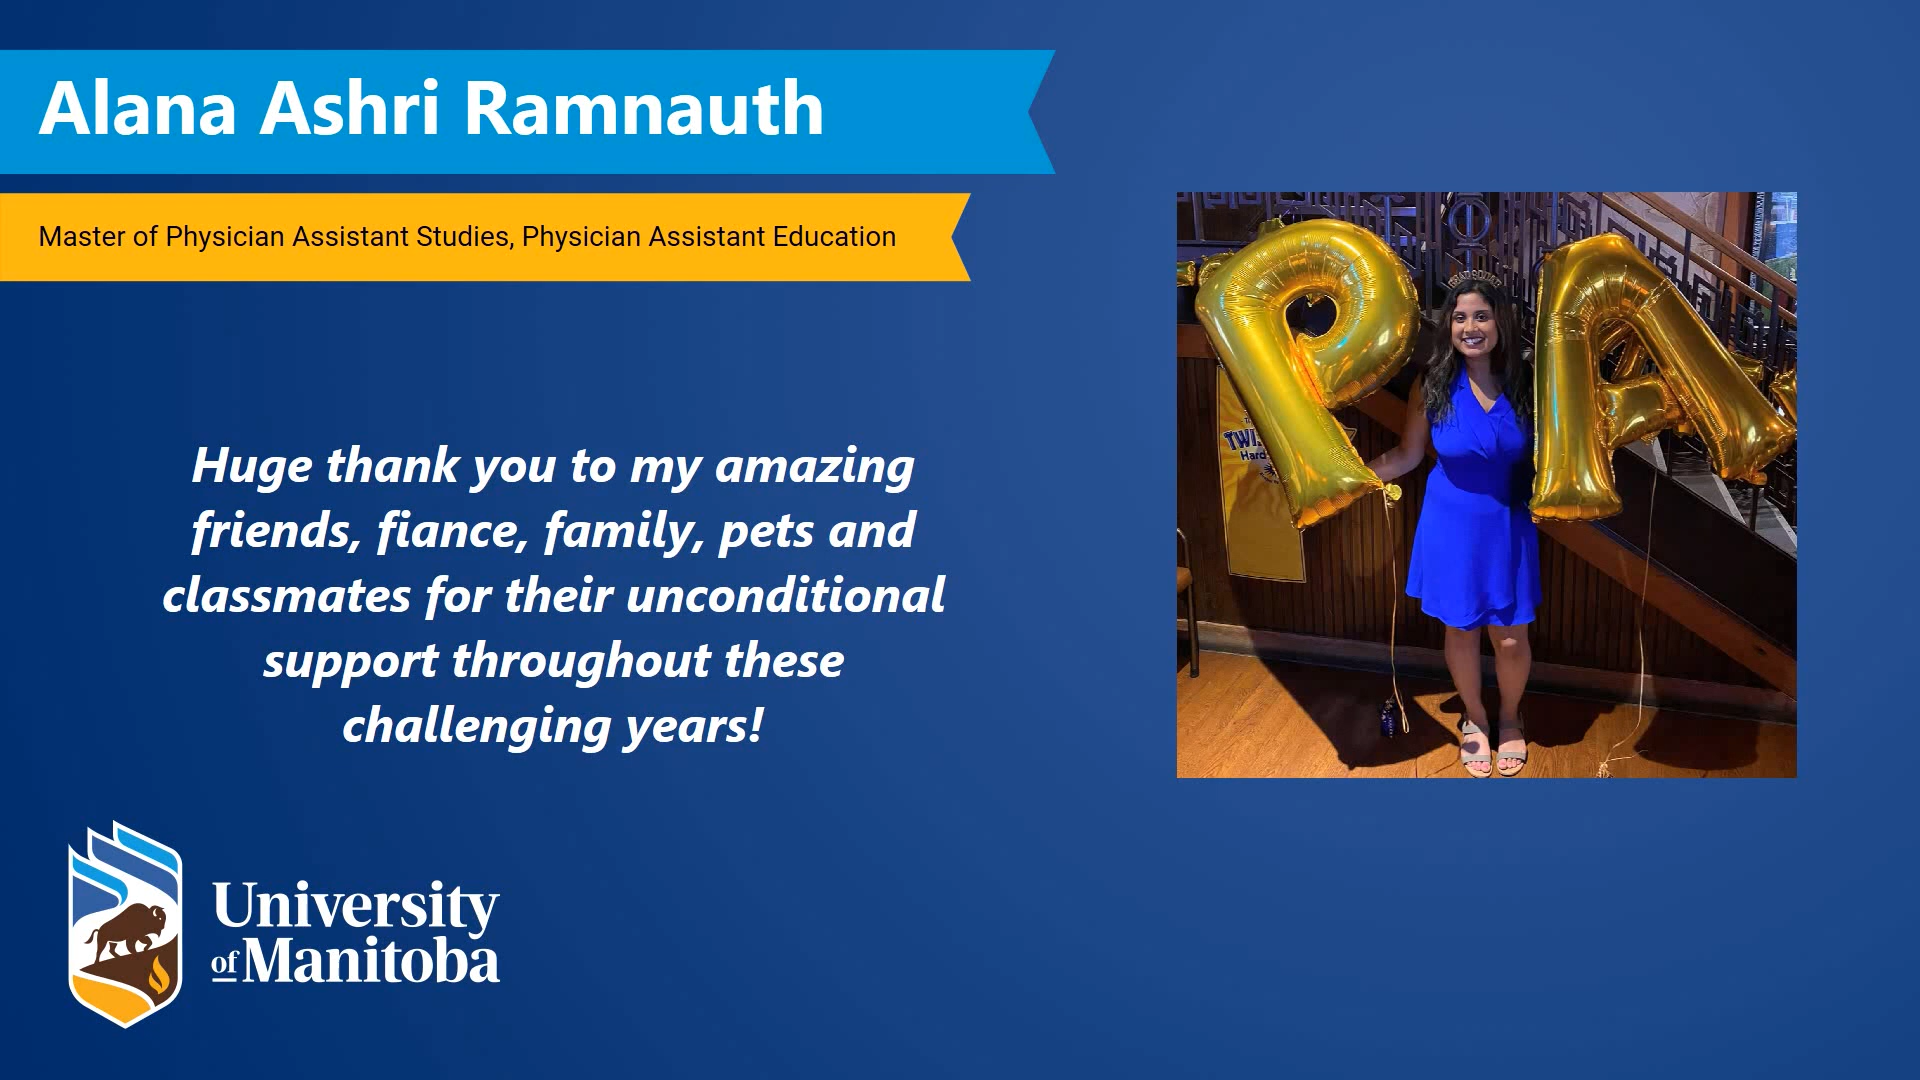 Alana Ashri Ramnauth
Master of Physician Assistant Studies, Physician Assistant Education
Huge thank you to my amazing
friends, fiance, family, pets and
classmates for their unconditional
support throughout these
challenging years!
P A
University
of Manitoba